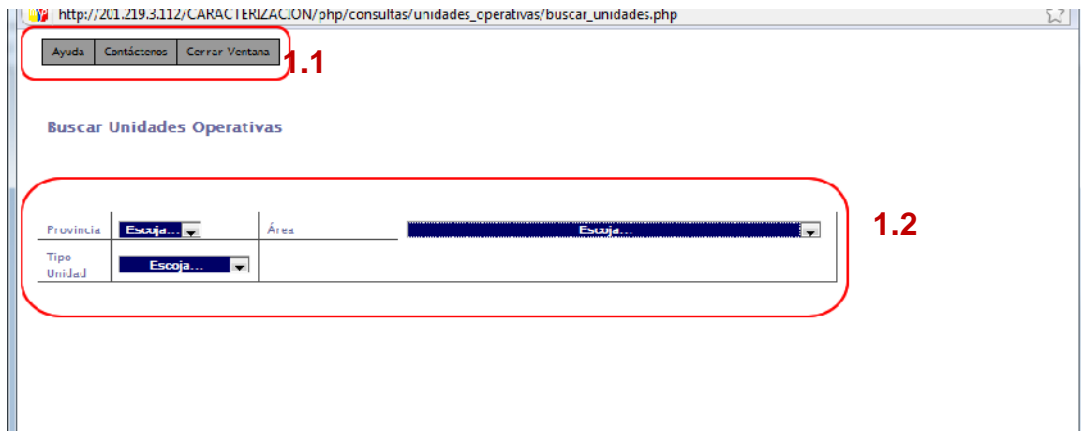 http://201.219.3.112/CARACTERIZACION/php/consultas/unidades_operativas/buscar_unidades.php
Ayuda Contáctenos Cerrar Ventana
1.1
Buscar Unidades Operativas
Provincia Escoja... Área Escoja...
1.2
Tipo
Unidad Escoja...